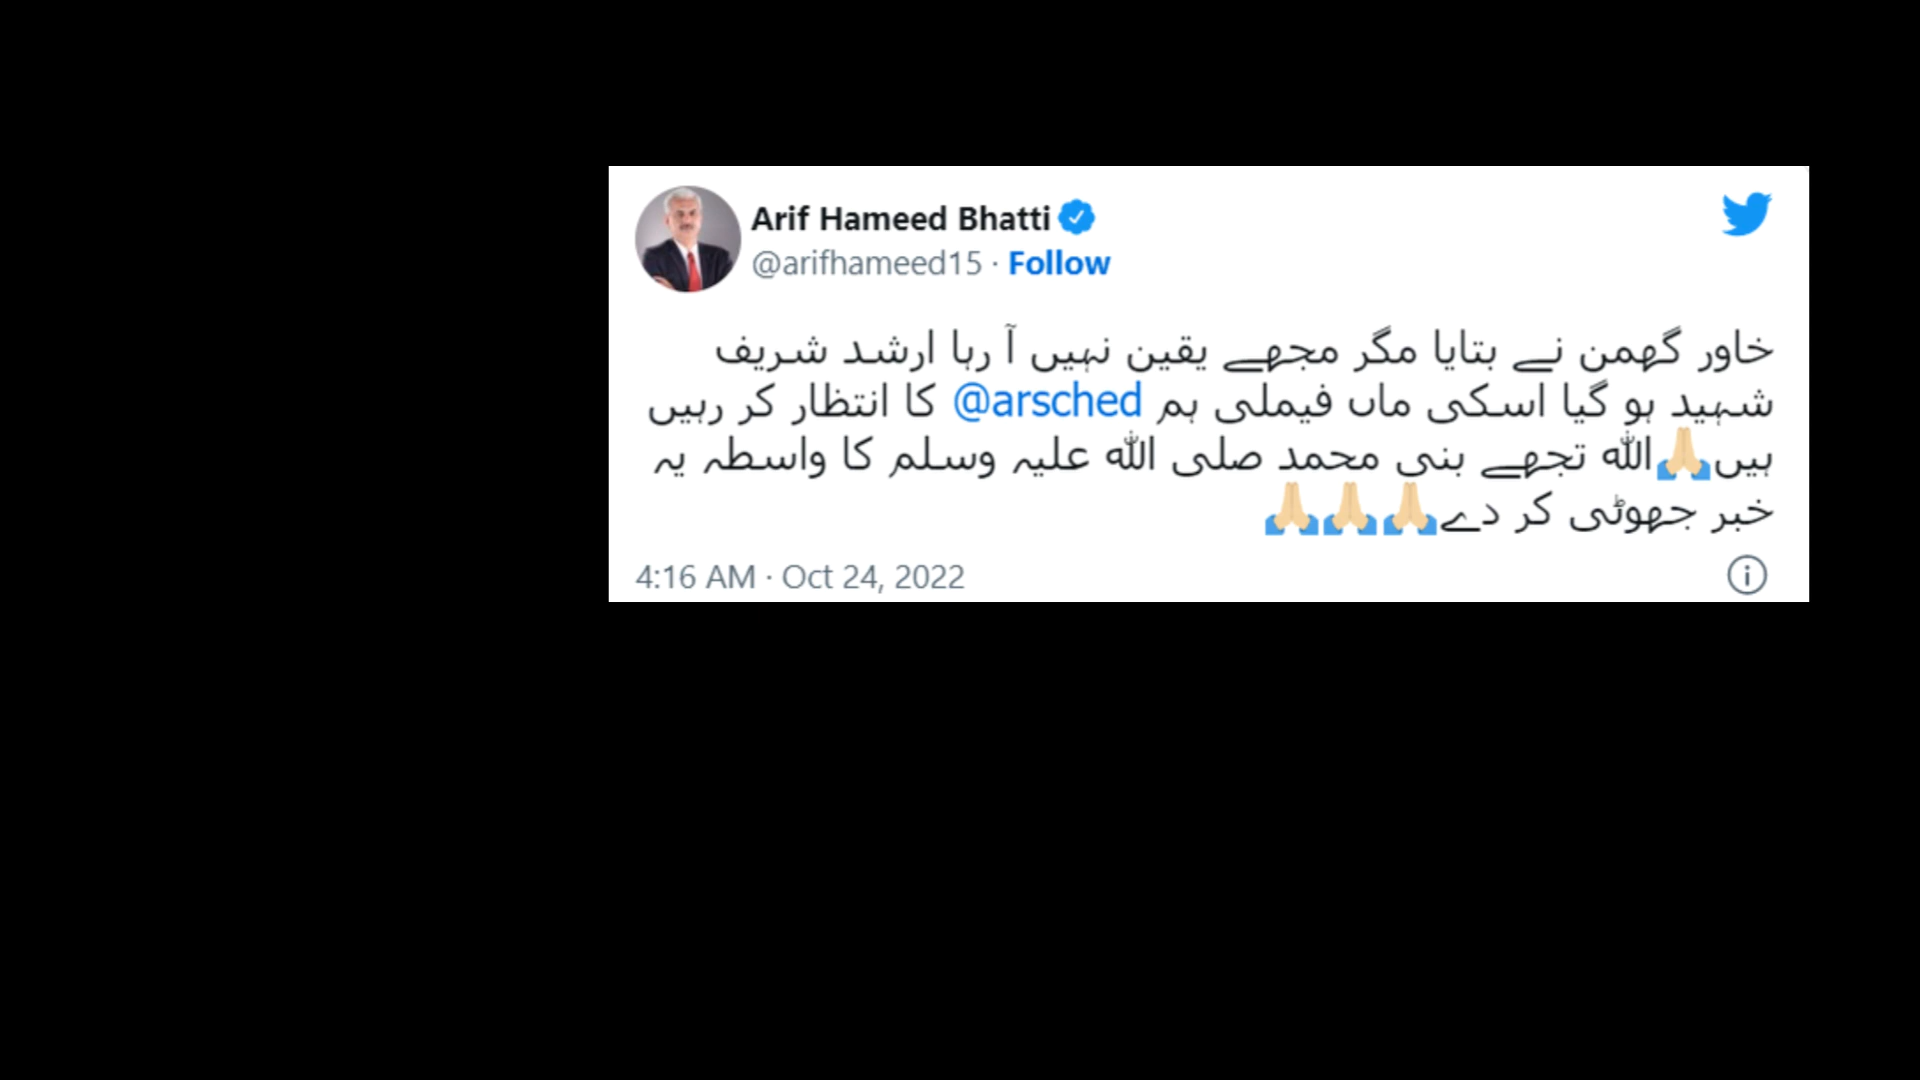 Arif Hameed Bhatti
@arifhameed15 · Follow
خاور گھمن نے بتایا مگر مجھے یقین نہیں آ رہا ارشد شریف
شہید ہو گیا اسکی ماں فیملی ہم @arsched کا انتظار کر رہیں
ہیں🙏🏼اللہ تجھے بنی محمد صلی اللہ علیہ وسلم کا واسطہ یہ
خبر جھوٹی کر دے🙏🏼🙏🏼🙏🏼
4:16 AM · Oct 24, 2022